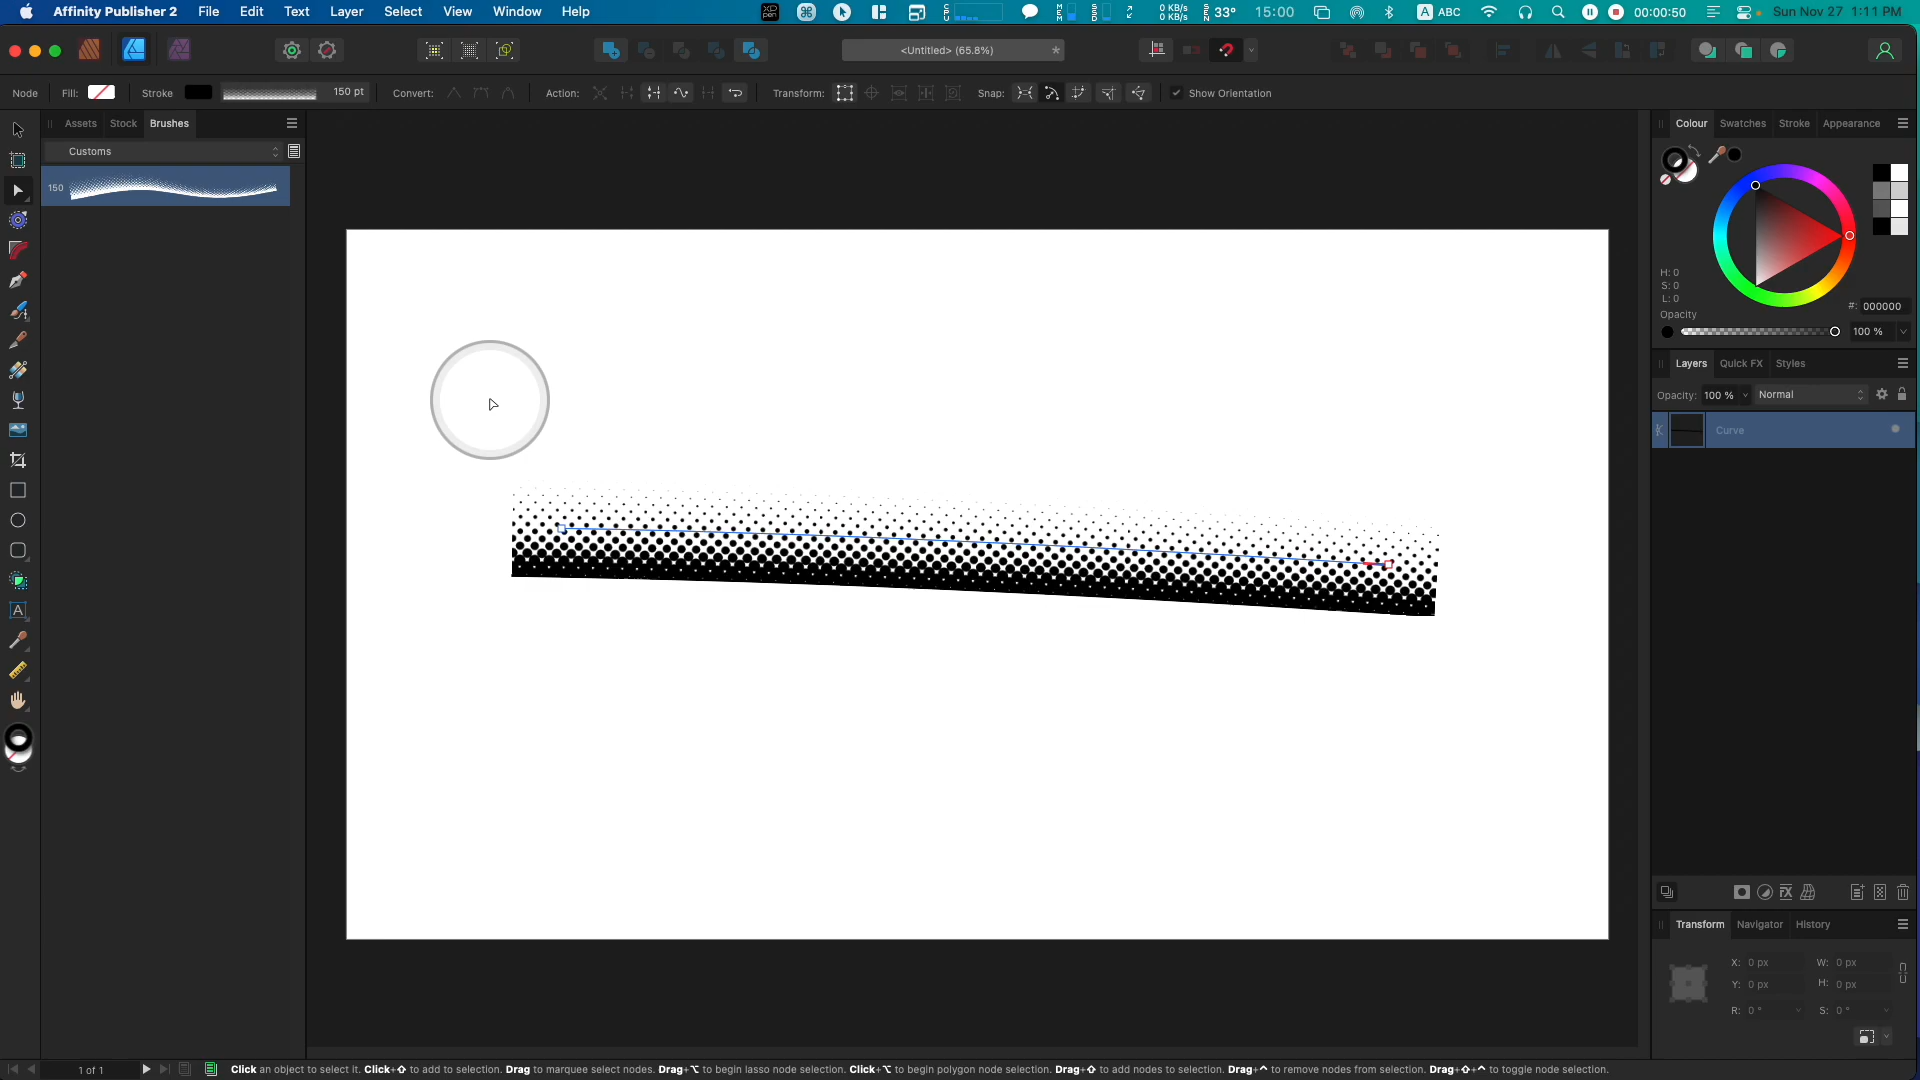 Affinity Publisher 2 File Edit Text Layer Select View Window Help 0 KB/s 0 KB/s 33° 15:00 A ABC 00:00:50 Sun Nov 27 1:11 PM
<Untitled> (65.8%) *
Node Fill: Stroke 150 pt Convert: Action: Transform: Snap: Show Orientation
Assets Stock Brushes
Customs
150
Colour Swatches Stroke Appearance
H: 0
S: 0
L: 0
#: 000000
Opacity
100 %
Layers Quick FX Styles
Opacity: 100 % Normal
Curve
Transform Navigator History
X: 0 px W: 0 px
Y: 0 px H: 0 px
R: 0 ° S: 0 °
1 of 1 Click an object to select it. Click+⇧ to add to selection. Drag to marquee select nodes. Drag+⌥ to begin lasso node selection. Click+⌥ to begin polygon node selection. Drag+⇧ to add nodes to selection. Drag+⌃ to remove nodes from selection. Drag+⇧+⌃ to toggle node selection.